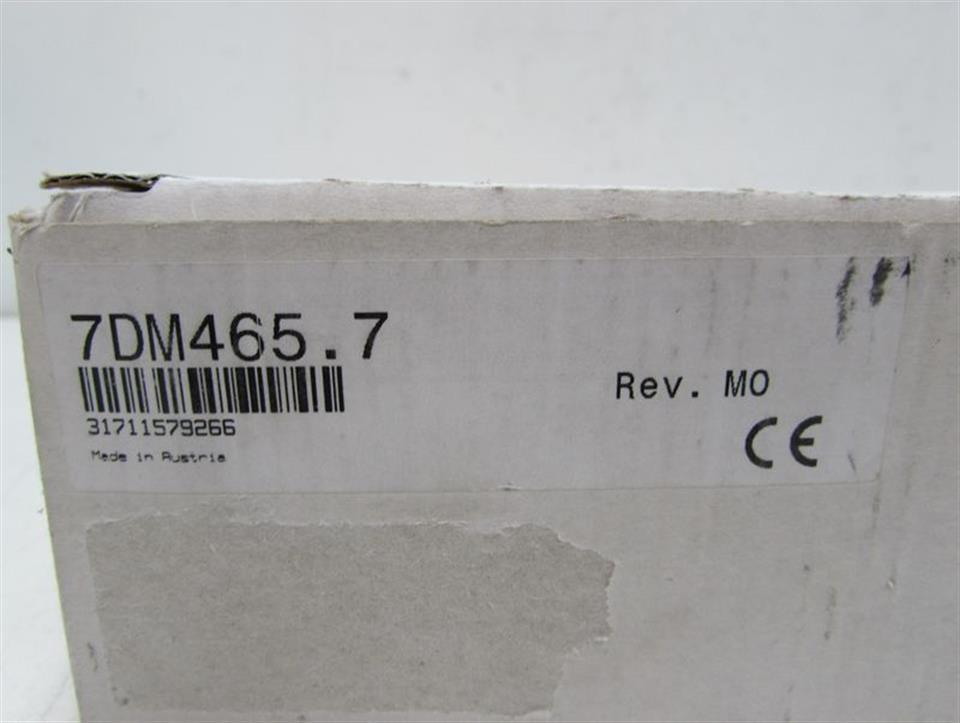 7DM465.7
Rev. M0
31711579266
CE
Made in Austria